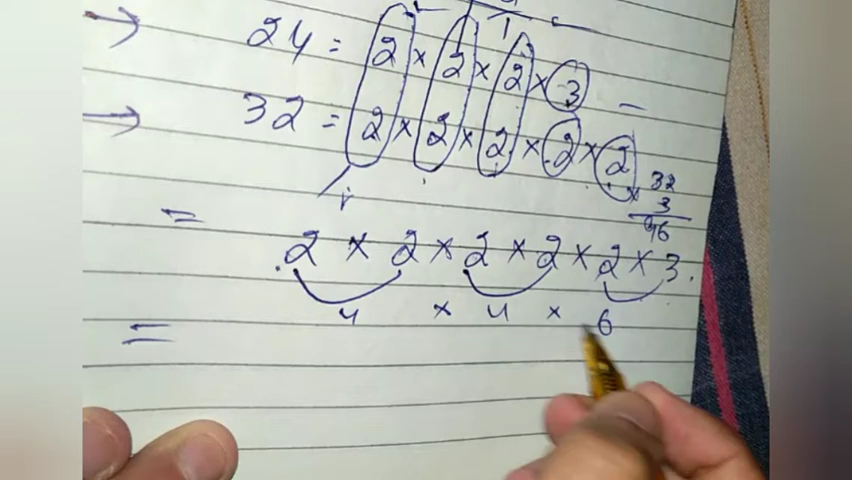 24 = 2 × 2 × 2 × 3
32 = 2 × 2 × 2 × 2 × 2
32
× 3
96
= 2 × 2 × 2 × 2 × 2 × 3.
4 × 4 × 6
=